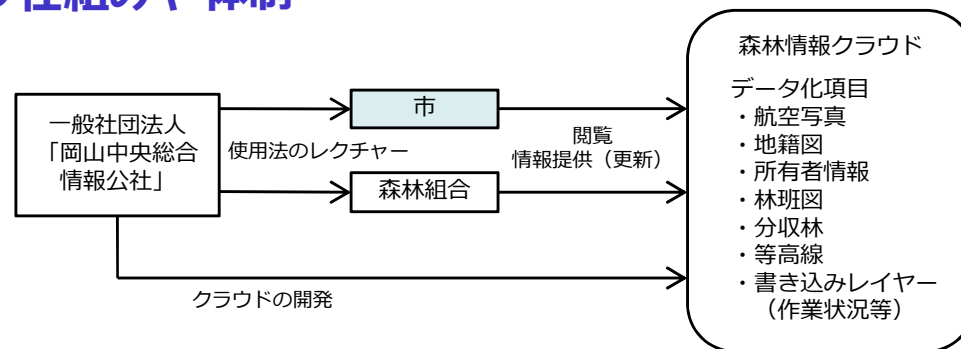 仕組みや体制
一般社団法人
「岡山中央総合
情報公社」
使用法のレクチャー
市
森林組合
閲覧
情報提供（更新）
クラウドの開発
森林情報クラウド
データ化項目
・航空写真
・地籍図
・所有者情報
・林班図
・分収林
・等高線
・書き込みレイヤー
（作業状況等）